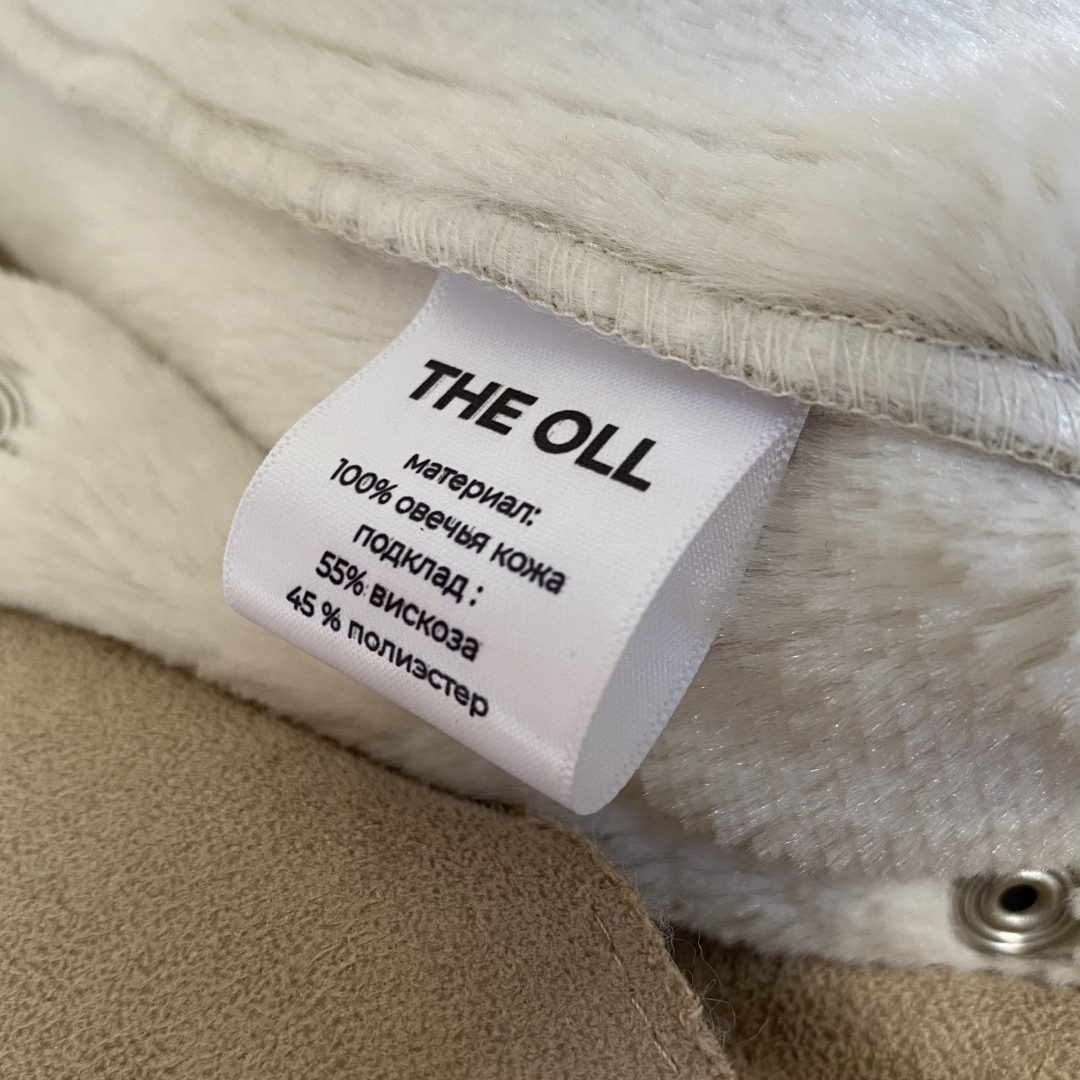 THE OLL
материал:
100% овечья кожа
подклад :
55% вискоза
45 % полиэстер